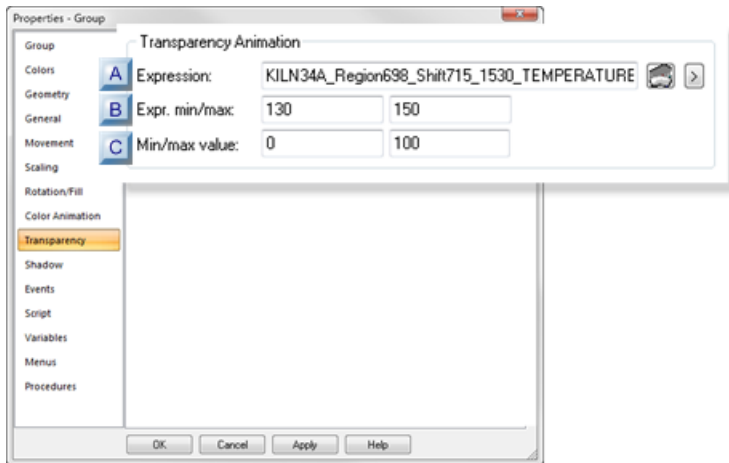 Properties - Group
Group
Colors
Geometry
General
Movement
Scaling
Rotation/Fill
Color Animation
Transparency
Shadow
Events
Script
Variables
Menus
Procedures
Transparency Animation
A Expression: KILN34A_Region698_Shift715_1530_TEMPERATURE >
B Expr. min/max: 130 150
C Min/max value: 0 100
OK Cancel Apply Help